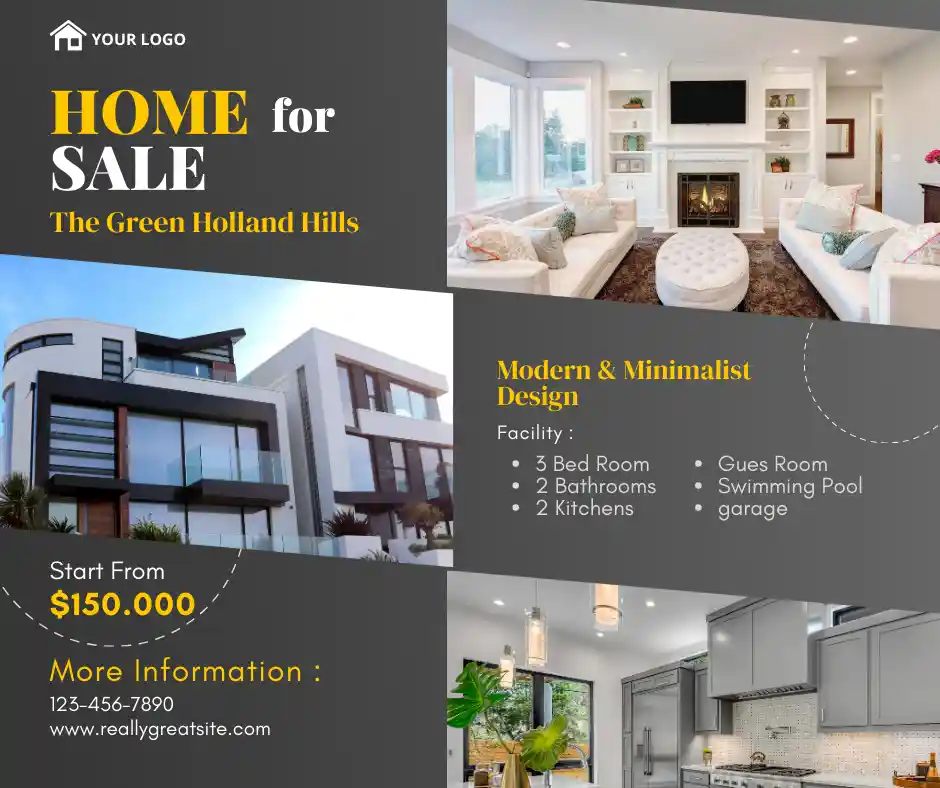 YOUR LOGO
HOME for
SALE
The Green Holland Hills
Modern & Minimalist
Design
Facility :
• 3 Bed Room
• 2 Bathrooms
• 2 Kitchens
• Gues Room
• Swimming Pool
• garage
Start From
$150.000
More Information :
123-456-7890
www.reallygreatsite.com